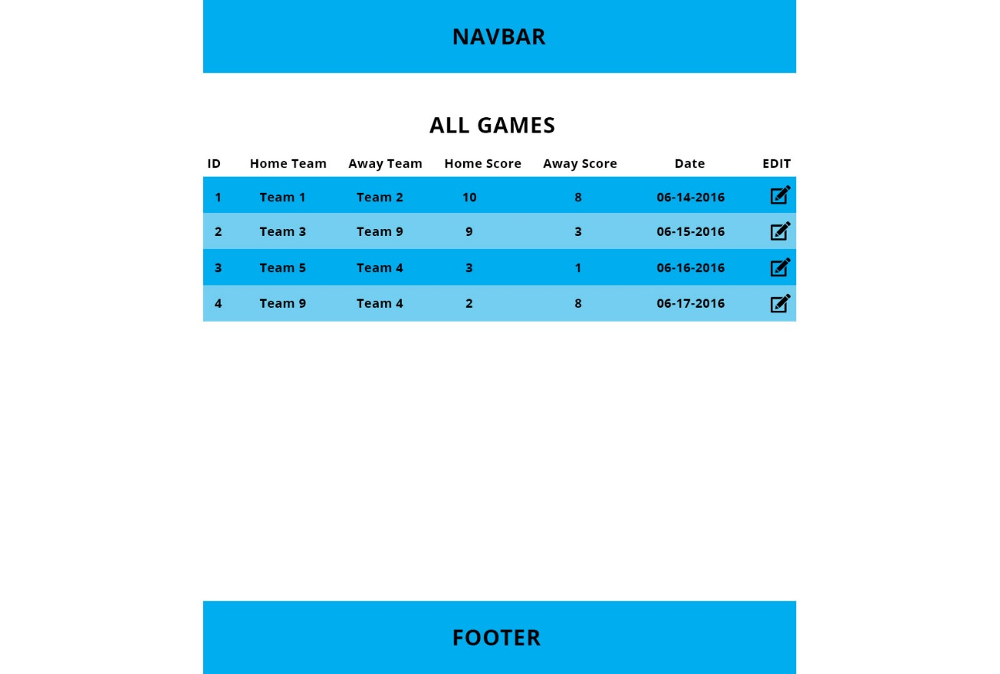 NAVBAR
ALL GAMES
ID Home Team Away Team Home Score Away Score Date EDIT
1 Team 1 Team 2 10 8 06-14-2016
2 Team 3 Team 9 9 3 06-15-2016
3 Team 5 Team 4 3 1 06-16-2016
4 Team 9 Team 4 2 8 06-17-2016
FOOTER